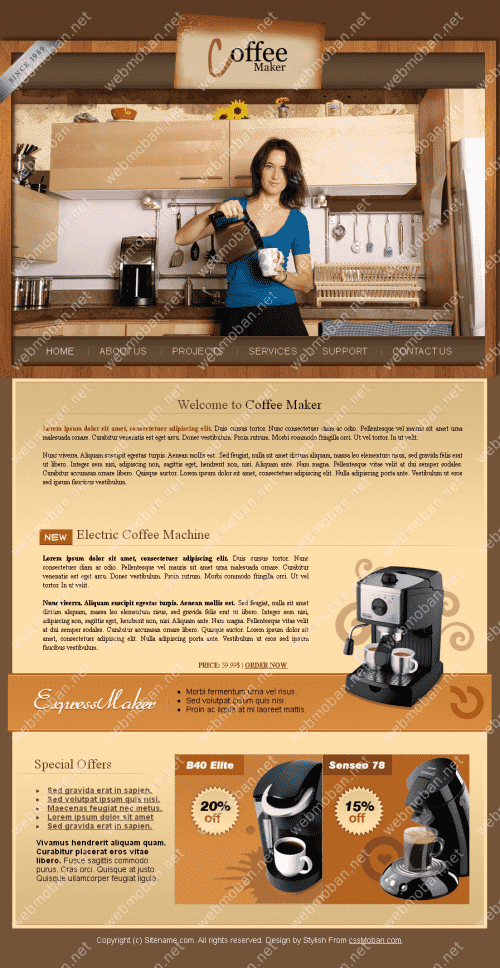 SINCE 1989
Coffee
Maker
HOME
ABOUT US
PROJECTS
SERVICES
SUPPORT
CONTACT US
Welcome to Coffee Maker
Lorem ipsum dolor sit amet, consectetuer adipiscing elit. Duis cursus tortor. Nunc consectetuer diam ac odio. Pellentesque vel mauris sit amet urna
malesuada ornare. Curabitur venenatis est eget arcu. Donec vestibulum. Proin rutrum. Morbi commodo fringilla orci. Ut vel tortor. In ut velit.
Nunc viverra. Aliquam suscipit egestas turpis. Aenean mollis est. Sed feugiat, nulla sit amet dictum aliquam, massa leo elementum risus, sed gravida felis erat
ut libero. Integer sem nisi, adipiscing non, sagittis eget, hendrerit non, nisi. Aliquam ante. Nam magna. Pellentesque vitae velit at dui semper sodales.
Curabitur accumsan ornare libero. Quisque auctor. Lorem ipsum dolor sit amet, consectetuer adipiscing elit. Nulla adipiscing porta ante. Vestibulum ut eros
sed ipsum faucibus vestibulum.
NEW Electric Coffee Machine
Lorem ipsum dolor sit amet, consectetuer adipiscing elit. Duis cursus tortor. Nunc
consectetuer diam ac odio. Pellentesque vel mauris sit amet urna malesuada ornare. Curabitur
venenatis est eget arcu. Donec vestibulum. Proin rutrum. Morbi commodo fringilla orci. Ut vel
tortor. In ut velit.
Nunc viverra. Aliquam suscipit egestas turpis. Aenean mollis est. Sed feugiat, nulla sit amet
dictum aliquam, massa leo elementum risus, sed gravida felis erat ut libero. Integer sem nisi,
adipiscing non, sagittis eget, hendrerit non, nisi. Aliquam ante. Nam magna. Pellentesque vitae velit
at dui semper sodales. Curabitur accumsan ornare libero. Quisque auctor. Lorem ipsum dolor sit
amet, consectetuer adipiscing elit. Nulla adipiscing porta ante. Vestibulum ut eros sed ipsum
faucibus vestibulum.
PRICE: 59.99$ | ORDER NOW
ExpressMaker
Morbi fermentum urna vel risus.
Sed volutpat ipsum quis nisi.
Proin ac ligula at mi laoreet mattis.
Special Offers
Sed gravida erat in sapien.
Sed volutpat ipsum quis nisi.
Maecenas feugiat nec metus.
Lorem ipsum dolor sit amet
Sed gravida erat in sapien.
Vivamus hendrerit aliquam quam.
Curabitur placerat eros vitae
libero. Fusce sagittis commodo
purus. Cras orci. Quisque at justo.
Quisque ullamcorper feugiat ligula.
B40 Elite
20%
off
Senseo 78
15%
off
Copyright (c) Sitename.com. All rights reserved. Design by Stylish From cssMoban.com.
webmoban.net